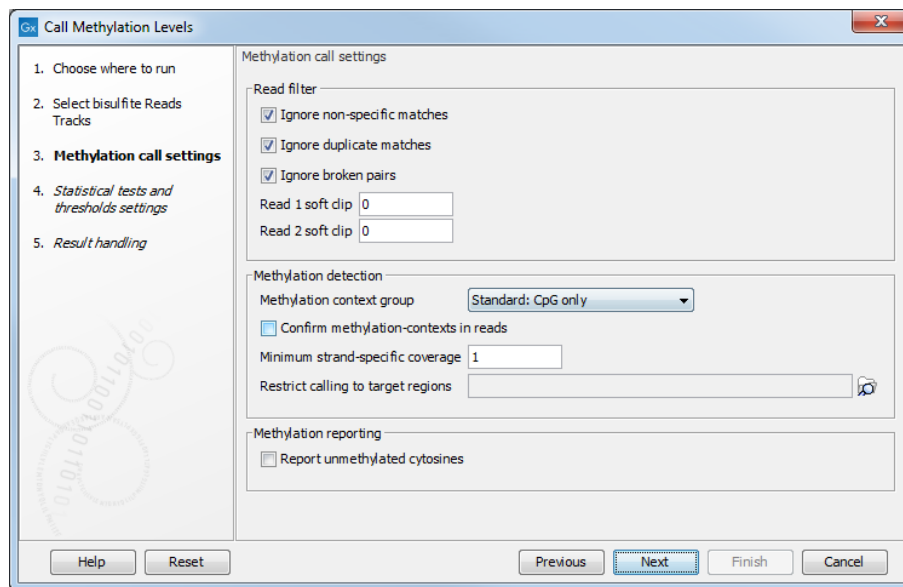 Gx Call Methylation Levels
1. Choose where to run
2. Select bisulfite Reads
Tracks
3. Methylation call settings
4. Statistical tests and
thresholds settings
5. Result handling
Methylation call settings
Read filter
Ignore non-specific matches
Ignore duplicate matches
Ignore broken pairs
Read 1 soft clip 0
Read 2 soft clip 0
Methylation detection
Methylation context group Standard: CpG only
Confirm methylation-contexts in reads
Minimum strand-specific coverage 1
Restrict calling to target regions
Methylation reporting
Report unmethylated cytosines
Help Reset Previous Next Finish Cancel